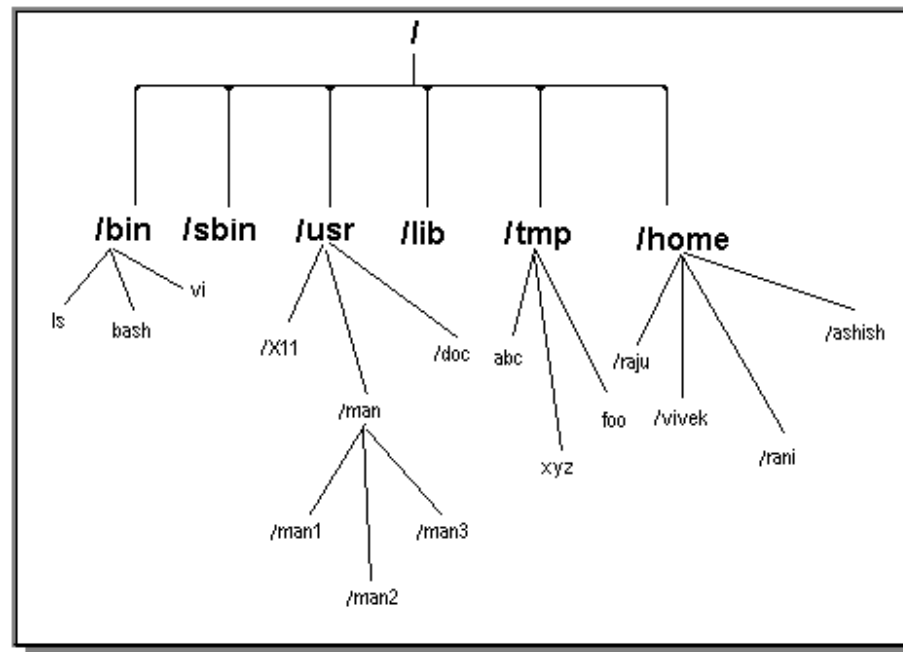 /
/bin /sbin /usr /lib /tmp /home
vi
ls bash
/X11 /doc abc /raju /ashish
/man foo /vivek
xyz /rani
/man1 /man3
/man2